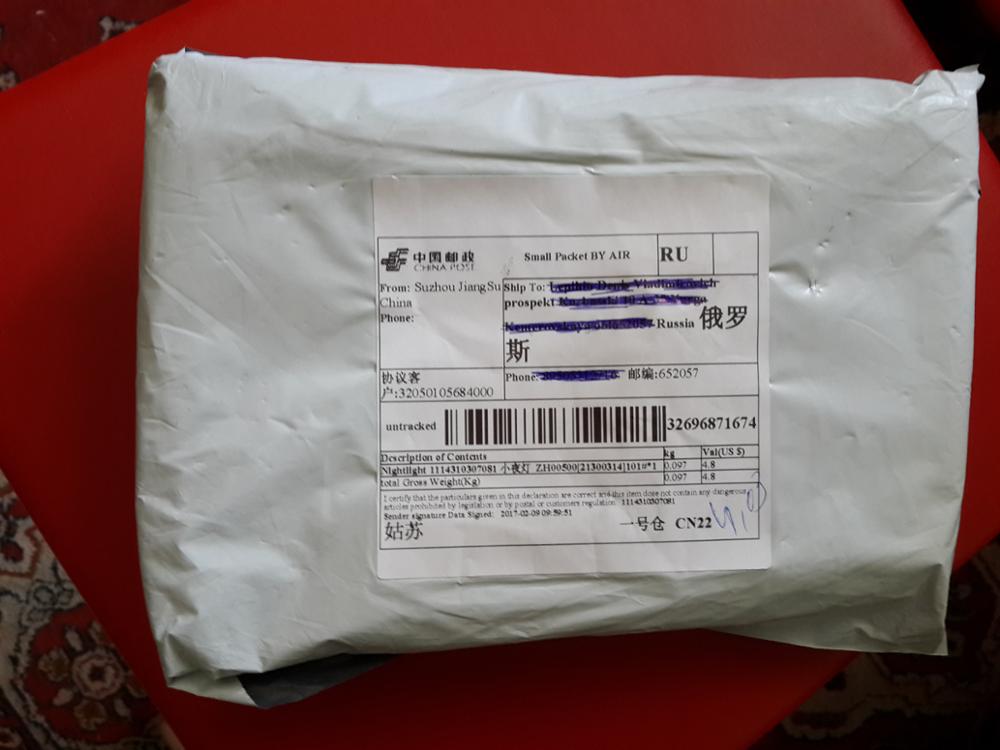 中国邮政
CHINA POST
Small Packet BY AIR
RU
From: Suzhou JiangSu
China
Phone:
Ship To:
prospekt
Russia 俄罗
斯
协议客
户:32050105684000
Phone: 邮编:652057
untracked
32696871674
Description of Contents kg Val(US $)
Nightlight 1114310307081 小夜灯 ZH00500[21300314]101##*1 0.097 4.8
total Gross Weight(Kg) 0.097 4.8
I certify that the particulars given in this declaration are correct and this item dose not contain any dangerous
articles prohibited by legislation or by postal or customers regulation. 1114310307081
Sender signature Data Signed: 2017-02-09 09:59:51
姑苏
一号仓 CN22